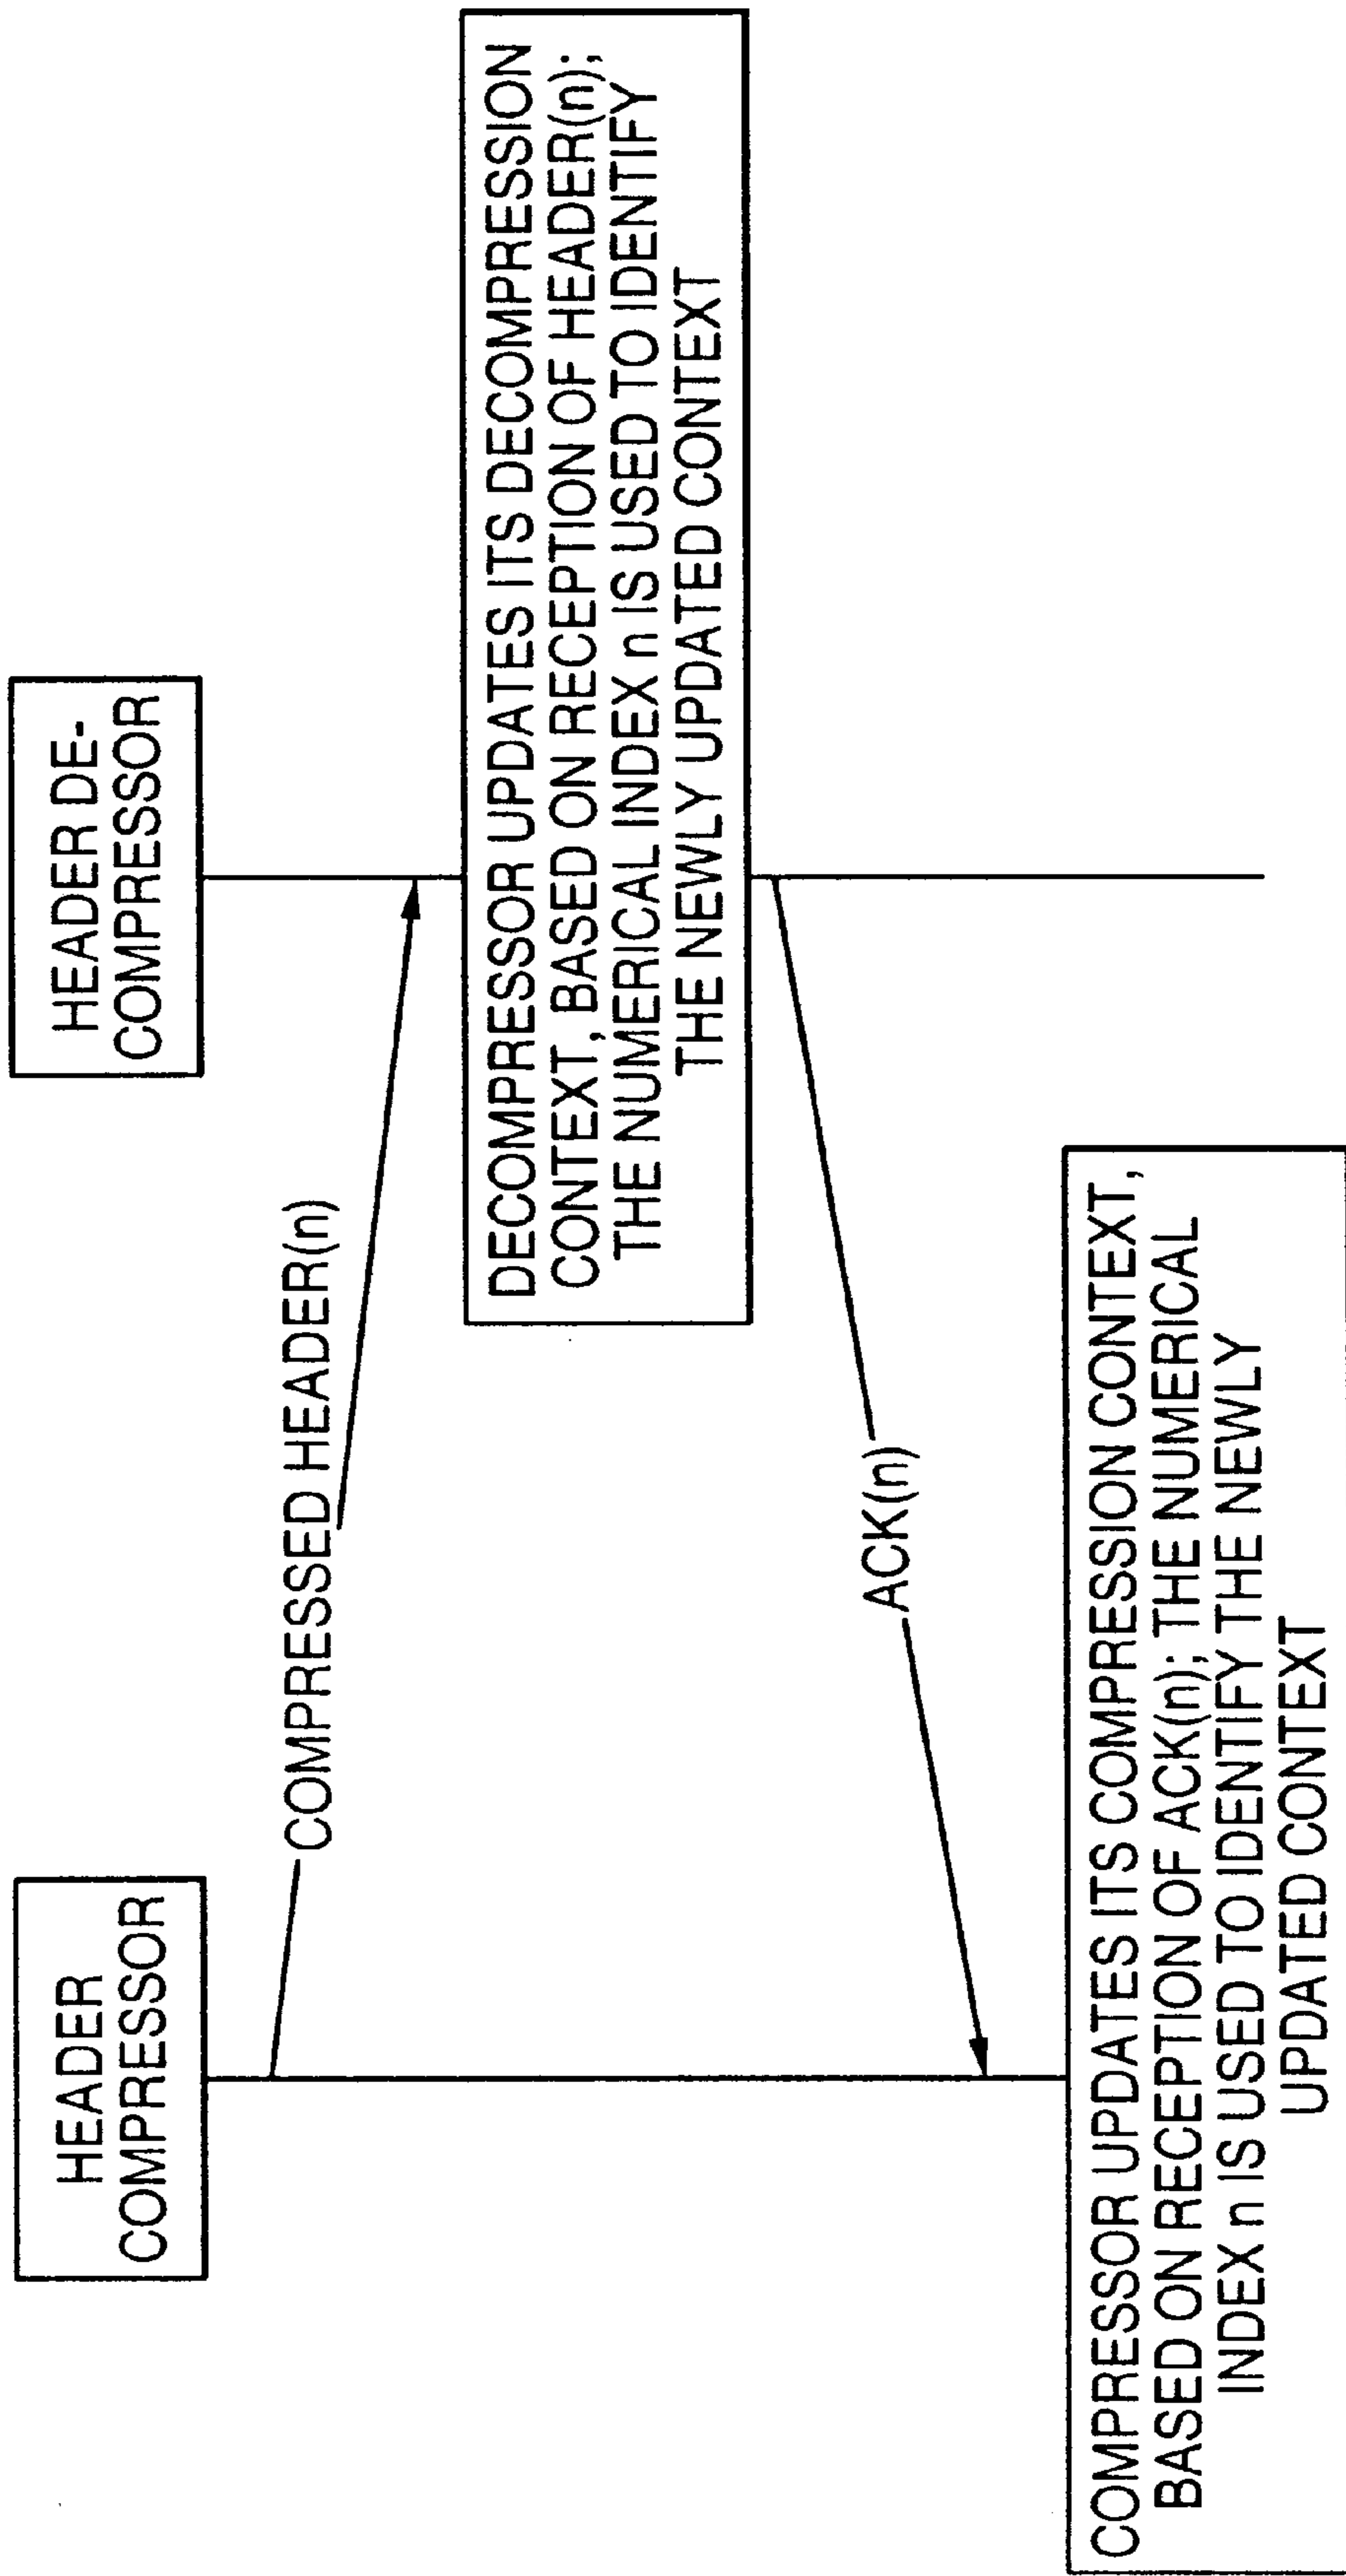 HEADER
COMPRESSOR
HEADER DE-
COMPRESSOR
COMPRESSED HEADER(n)
DECOMPRESSOR UPDATES ITS DECOMPRESSION
CONTEXT, BASED ON RECEPTION OF HEADER(n);
THE NUMERICAL INDEX n IS USED TO IDENTIFY
THE NEWLY UPDATED CONTEXT
ACK(n)
COMPRESSOR UPDATES ITS COMPRESSION CONTEXT,
BASED ON RECEPTION OF ACK(n); THE NUMERICAL
INDEX n IS USED TO IDENTIFY THE NEWLY
UPDATED CONTEXT